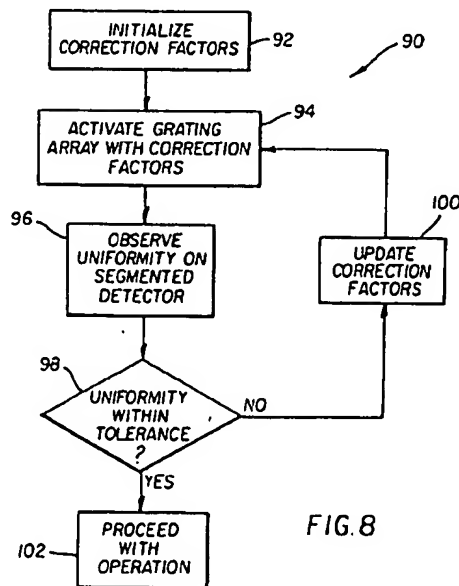 INITIALIZE
CORRECTION FACTORS
92
90
94
ACTIVATE GRATING
ARRAY WITH CORRECTION
FACTORS
96
OBSERVE
UNIFORMITY ON
SEGMENTED
DETECTOR
100
UPDATE
CORRECTION
FACTORS
98
UNIFORMITY
WITHIN
TOLERANCE
?
NO
YES
PROCEED
WITH
OPERATION
102
FIG. 8